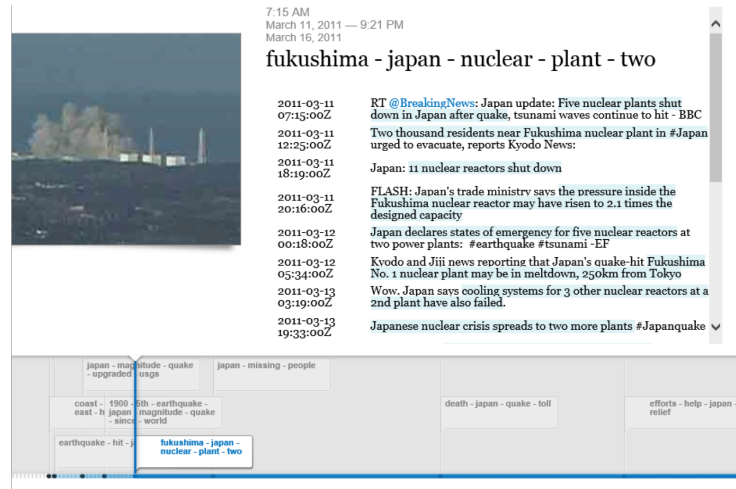 7:15 AM
March 11, 2011 — 9:21 PM
March 16, 2011
fukushima - japan - nuclear - plant - two
2011-03-11
07:15:00Z
RT @BreakingNews: Japan update: Five nuclear plants shut
down in Japan after quake, tsunami waves continue to hit - BBC
2011-03-11
12:25:00Z
Two thousand residents near Fukushima nuclear plant in #Japan
urged to evacuate, reports Kyodo News:
2011-03-11
18:19:00Z
Japan: 11 nuclear reactors shut down
2011-03-11
20:16:00Z
FLASH: Japan's trade ministry says the pressure inside the
Fukushima nuclear reactor may have risen to 2.1 times the
designed capacity
2011-03-12
00:18:00Z
Japan declares states of emergency for five nuclear reactors at
two power plants: #earthquake #tsunami -EF
2011-03-12
05:34:00Z
Kyodo and Jiji news reporting that Japan's quake-hit Fukushima
No. 1 nuclear plant may be in meltdown, 250km from Tokyo
2011-03-13
03:19:00Z
Wow. Japan says cooling systems for 3 other nuclear reactors at a
2nd plant have also failed.
2011-03-13
19:33:00Z
Japanese nuclear crisis spreads to two more plants #Japanquake
japan - magnitude - quake
- upgraded - usgs
japan - missing - people
coast -
east - h
1900 - 5th - earthquake -
japan - magnitude - quake
- since - world
death - japan - quake - toll
efforts - help - japan -
relief
earthquake - hit - j
fukushima - japan -
nuclear - plant - two